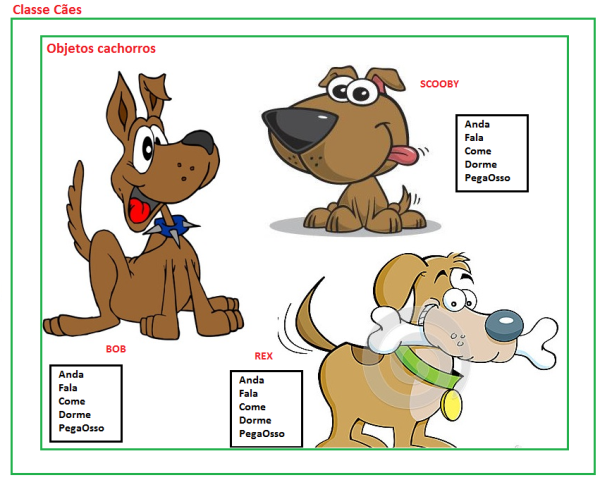 Classe Cães
Objetos cachorros
SCOOBY
Anda
Fala
Come
Dorme
PegaOsso
BOB
Anda
Fala
Come
Dorme
PegaOsso
REX
Anda
Fala
Come
Dorme
PegaOsso